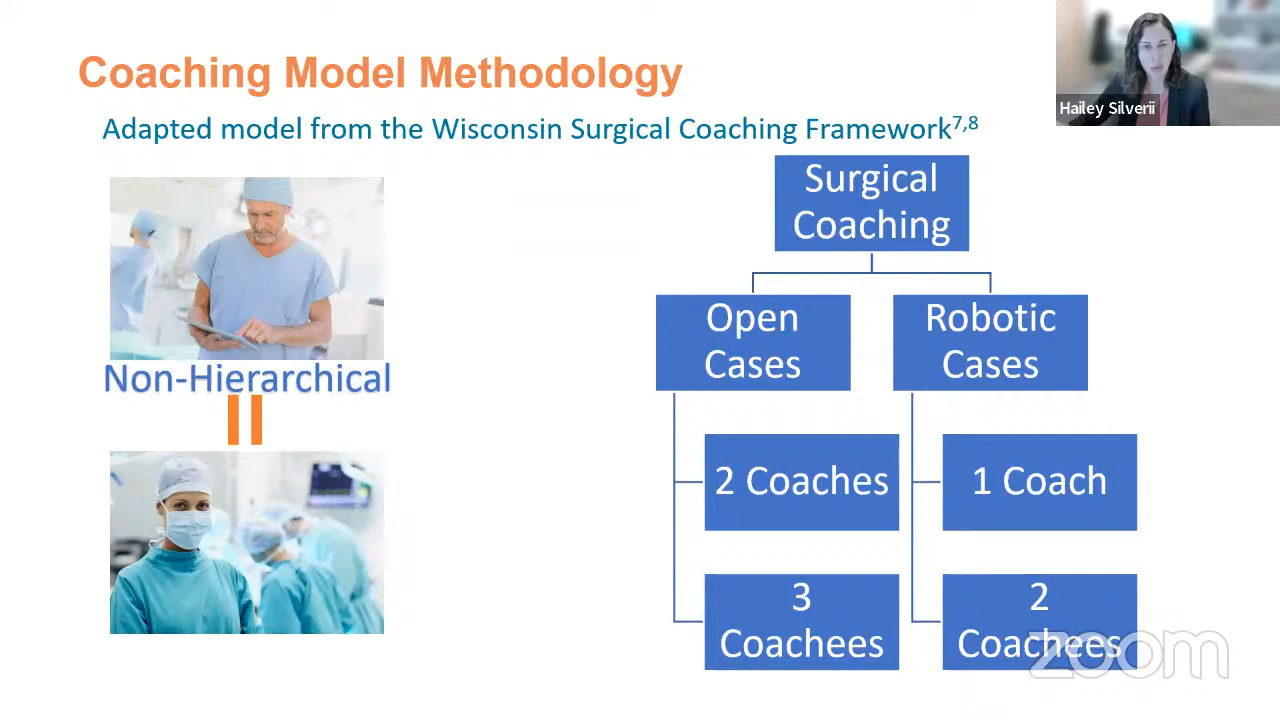 Coaching Model Methodology
Hailey Silverii
Adapted model from the Wisconsin Surgical Coaching Framework7,8
Non-Hierarchical
Surgical
Coaching
Open
Cases
Robotic
Cases
2 Coaches
1 Coach
3
Coachees
2
Coachees
zoom